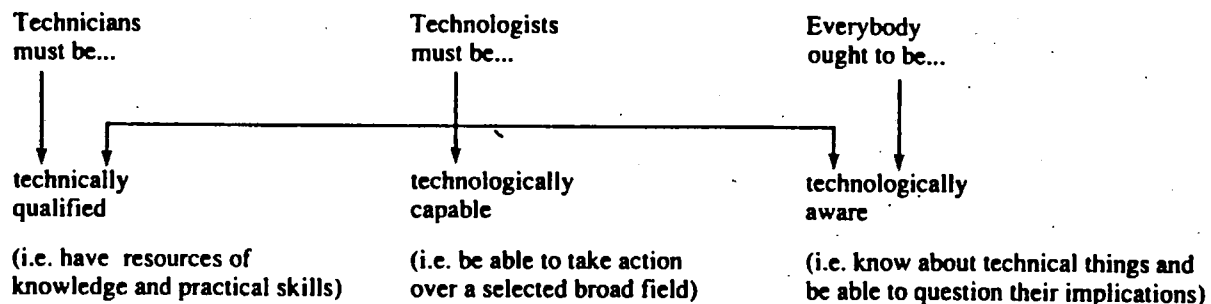 Technicians
must be...
Technologists
must be...
Everybody
ought to be...
technically
qualified
technologically
capable
technologically
aware
(i.e. have resources of
knowledge and practical skills)
(i.e. be able to take action
over a selected broad field)
(i.e. know about technical things and
be able to question their implications)